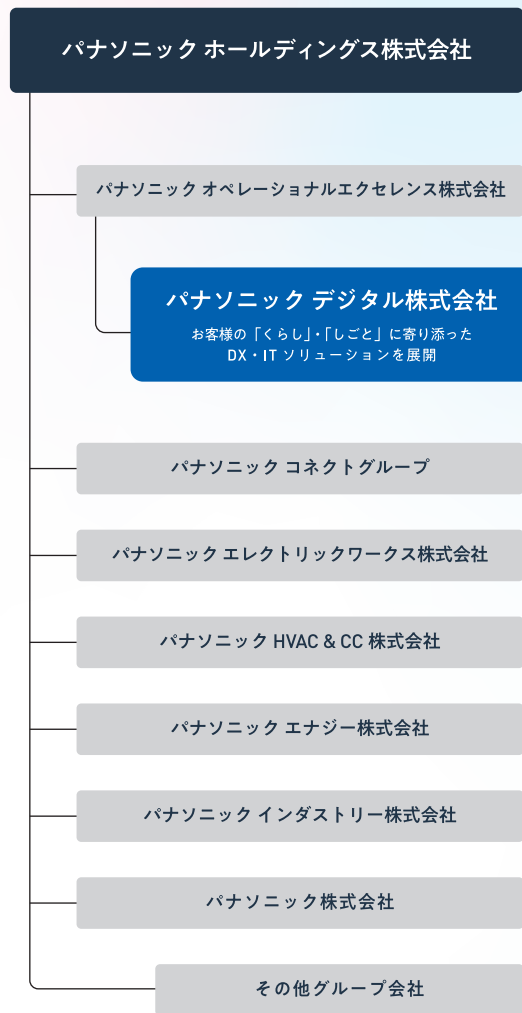 パナソニック ホールディングス株式会社
パナソニック オペレーショナルエクセレンス株式会社
パナソニック デジタル株式会社
お客様の「くらし」・「しごと」に寄り添った
DX・IT ソリューションを展開
パナソニック コネクトグループ
パナソニック エレクトリックワークス株式会社
パナソニック HVAC & CC 株式会社
パナソニック エナジー株式会社
パナソニック インダストリー株式会社
パナソニック株式会社
その他グループ会社